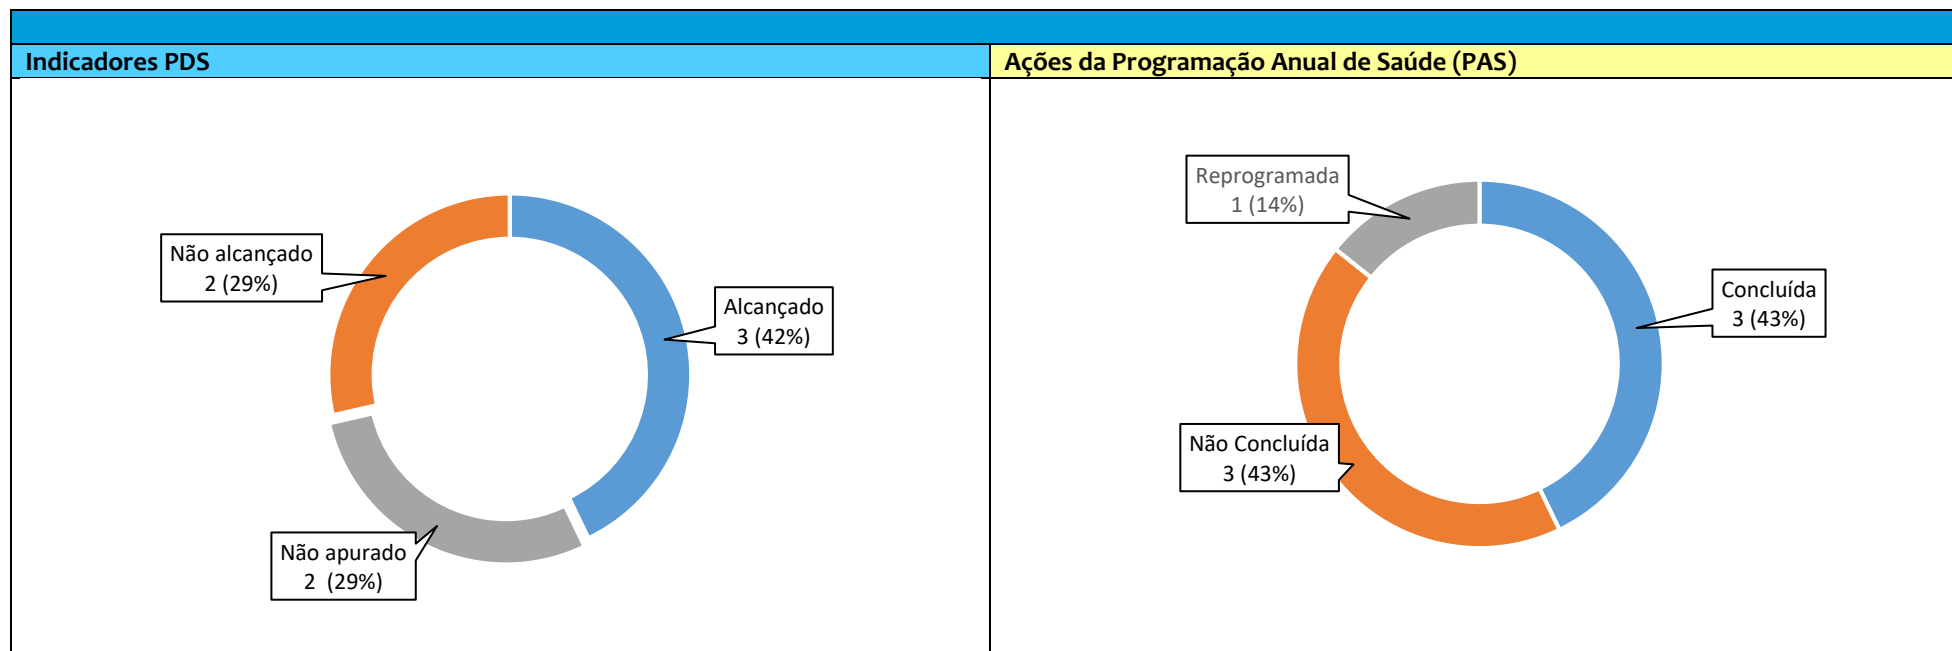 Indicadores PDS
Ações da Programação Anual de Saúde (PAS)
Não alcançado
2 (29%)
Alcançado
3 (42%)
Não apurado
2  (29%)
Reprogramada
1 (14%)
Concluída
3 (43%)
Não Concluída
3 (43%)